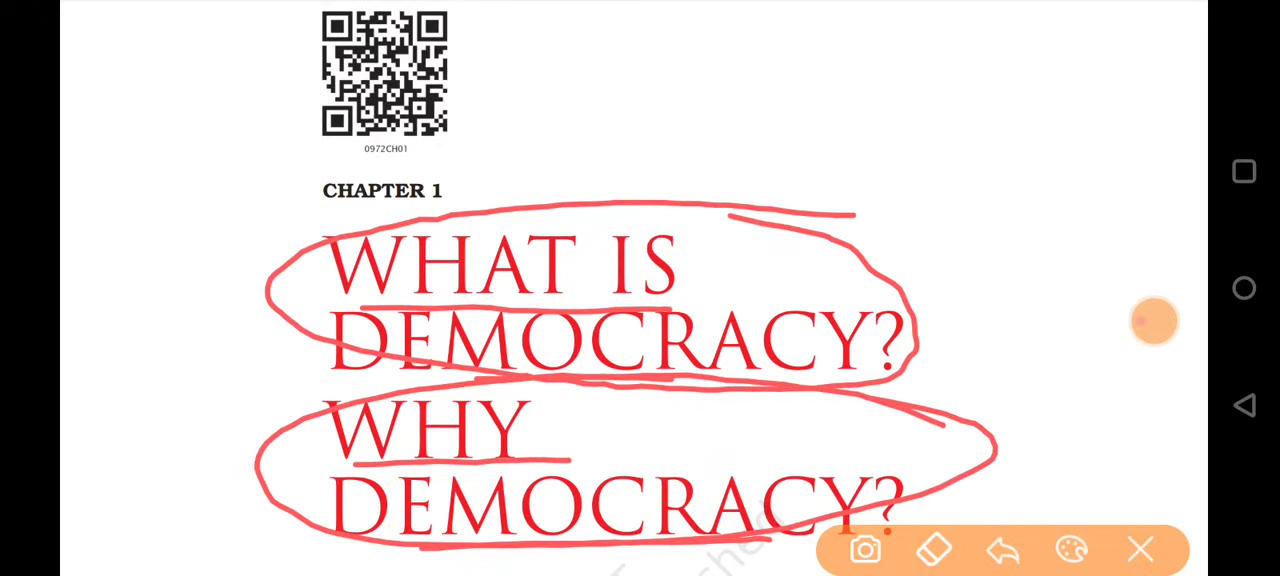 0972CH01
CHAPTER 1
WHAT IS
DEMOCRACY?
WHY
DEMOCRACY?